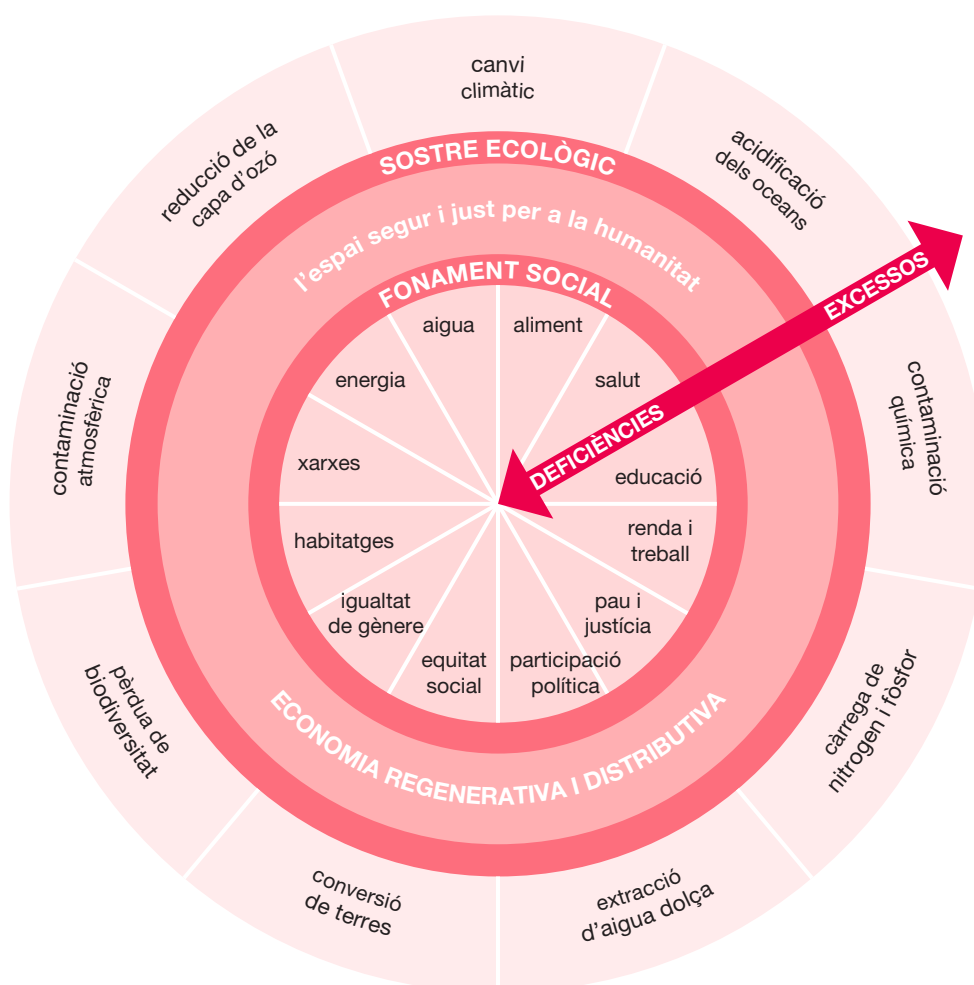 canvi
climàtic
acidificació
dels oceans
contaminació
química
càrrega de
nitrogen i fòsfor
extracció
d'aigua dolça
conversió
de terres
pèrdua de
biodiversitat
contaminació
atmosfèrica
reducció de la
capa d'ozó
SOSTRE ECOLÒGIC
l'espai segur i just per a la humanitat
FONAMENT SOCIAL
aigua
aliment
energia
salut
xarxes
educació
habitatges
renda i
treball
igualtat
de gènere
pau i
justícia
equitat
social
participació
política
DEFICIÈNCIES
EXCESSOS
ECONOMIA REGENERATIVA I DISTRIBUTIVA